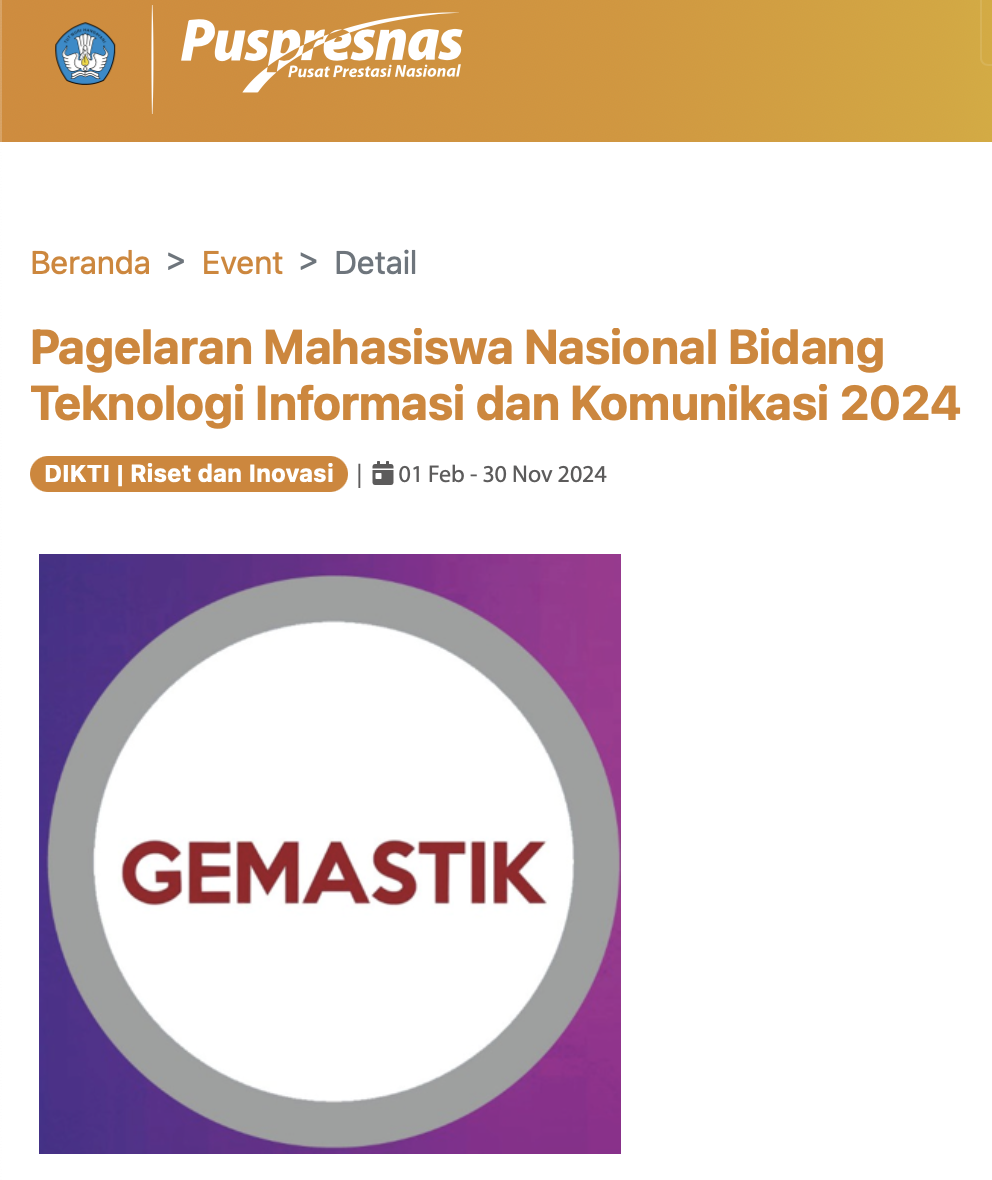 Puspresnas
Pusat Prestasi Nasional
Beranda > Event > Detail
Pagelaran Mahasiswa Nasional Bidang
Teknologi Informasi dan Komunikasi 2024
DIKTI | Riset dan Inovasi | 01 Feb - 30 Nov 2024
GEMASTIK